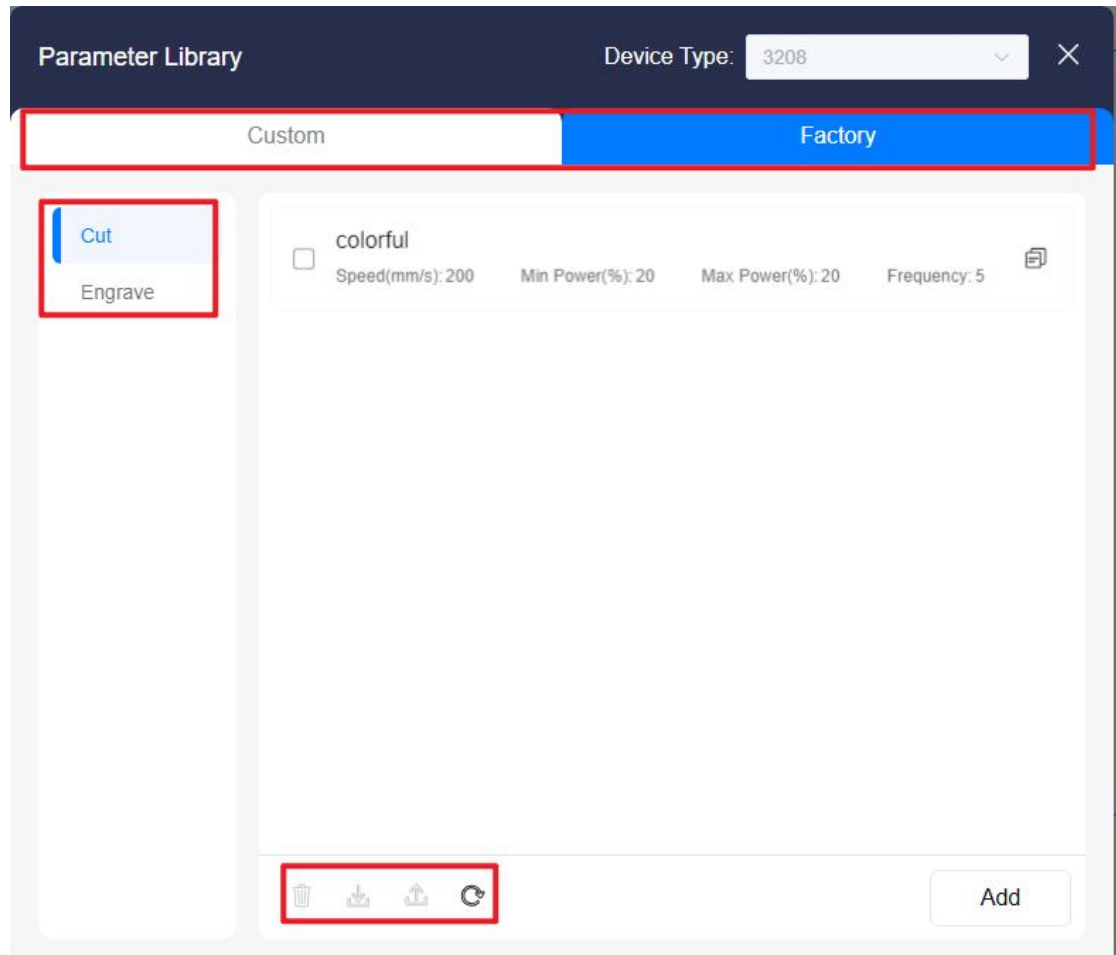 Parameter Library Device Type: 3208
Custom Factory
Cut
Engrave
colorful
Speed(mm/s): 200 Min Power(%): 20 Max Power(%): 20 Frequency: 5
Add